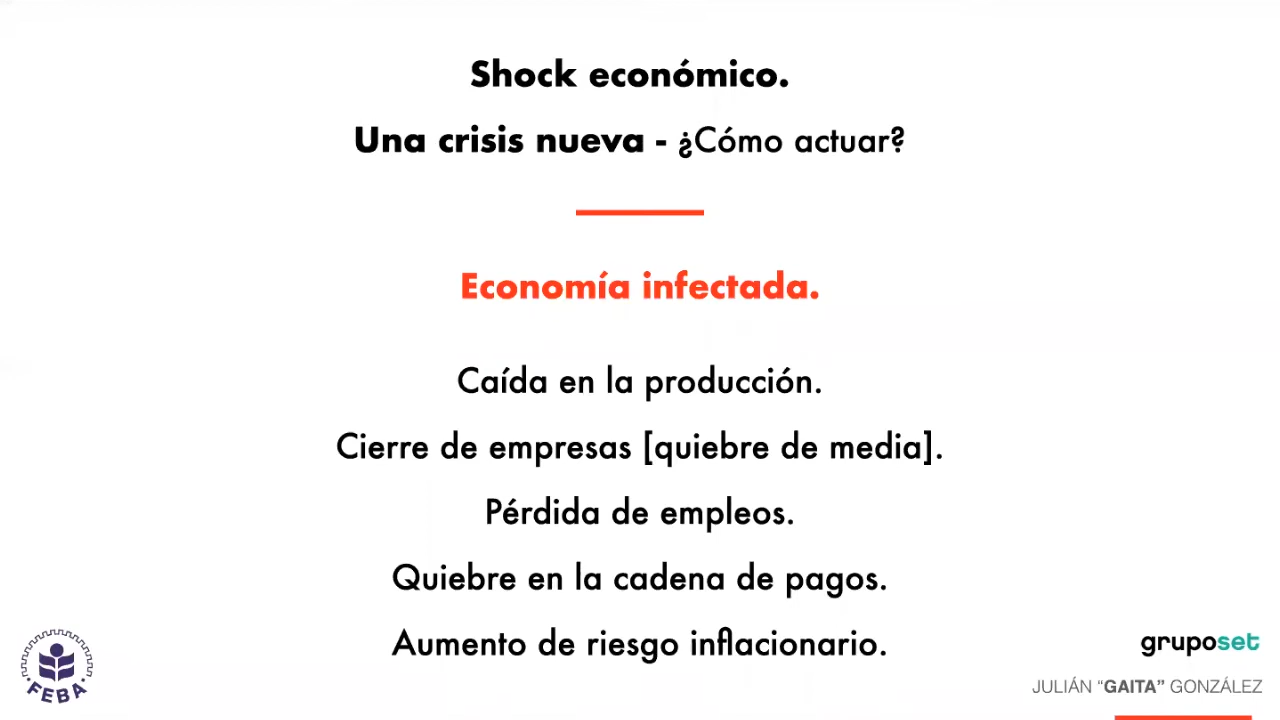 Shock económico.
Una crisis nueva - ¿Cómo actuar?
Economía infectada.
Caída en la producción.
Cierre de empresas [quiebre de media].
Pérdida de empleos.
Quiebre en la cadena de pagos.
Aumento de riesgo inflacionario.
FEBA
gruposet
JULIÁN “GAITA” GONZÁLEZ